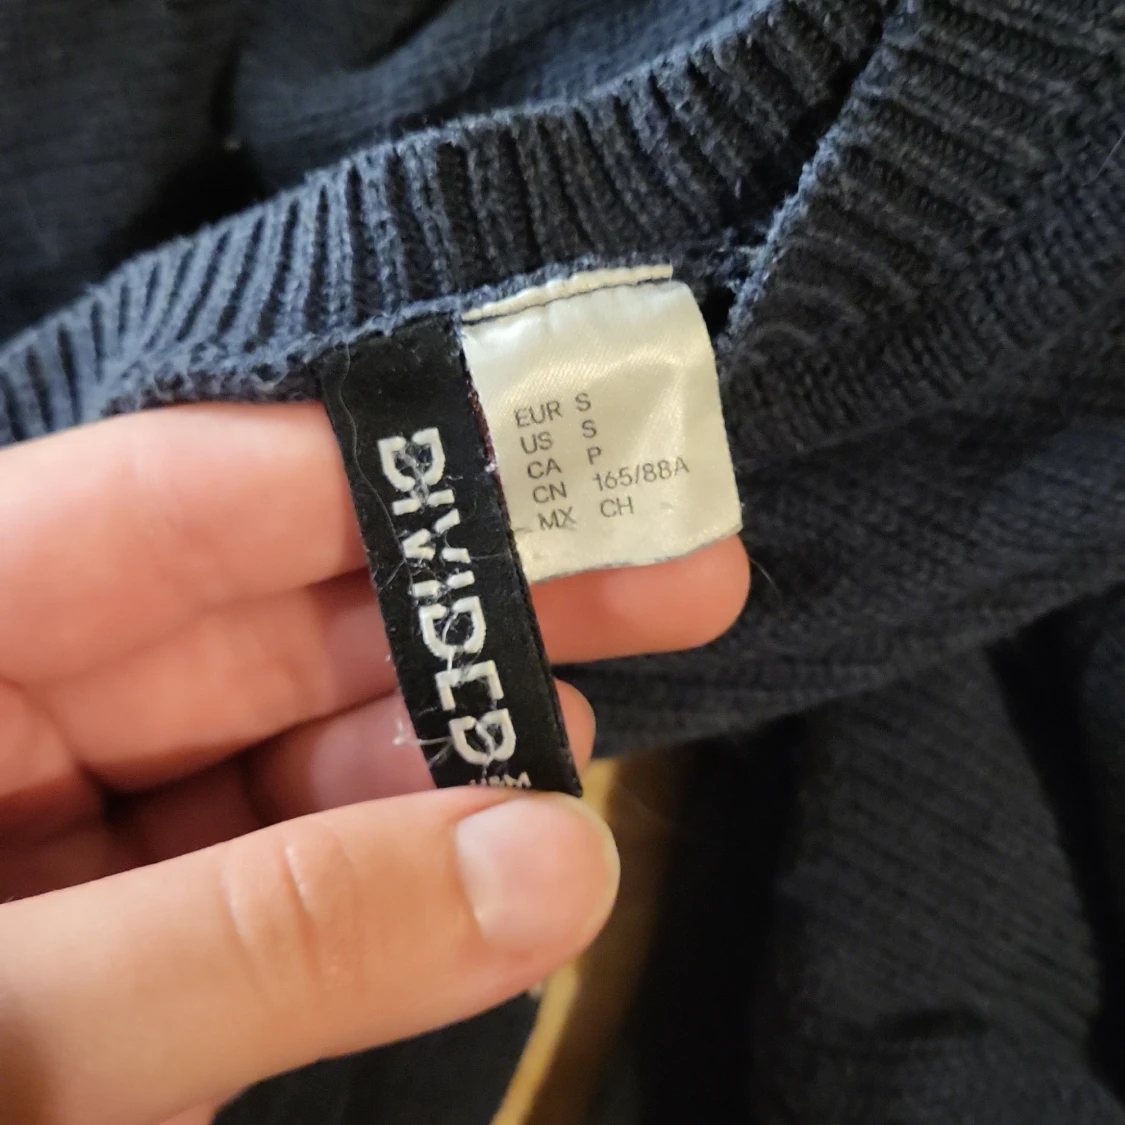 DIVIDED
EUR S
US S
CA P
CN 165/88A
MX CH